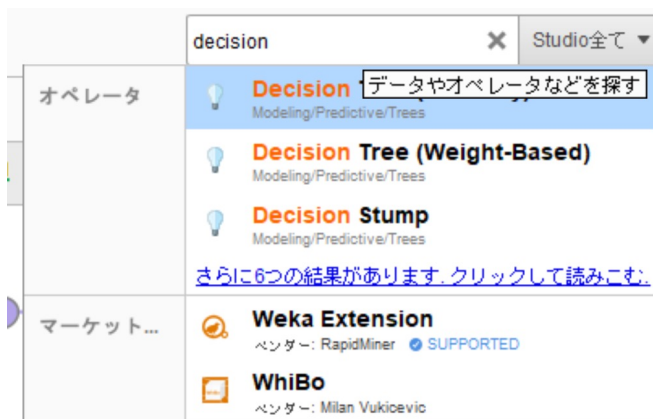 decision
Studio全て
オペレータ
Decision
データやオペレータなどを探す
Modeling/Predictive/Trees
Decision Tree (Weight-Based)
Modeling/Predictive/Trees
Decision Stump
Modeling/Predictive/Trees
さらに6つの結果があります. クリックして読みこむ.
マーケット...
Weka Extension
ベンダー: RapidMiner SUPPORTED
WhiBo
ベンダー: Milan Vukicevic